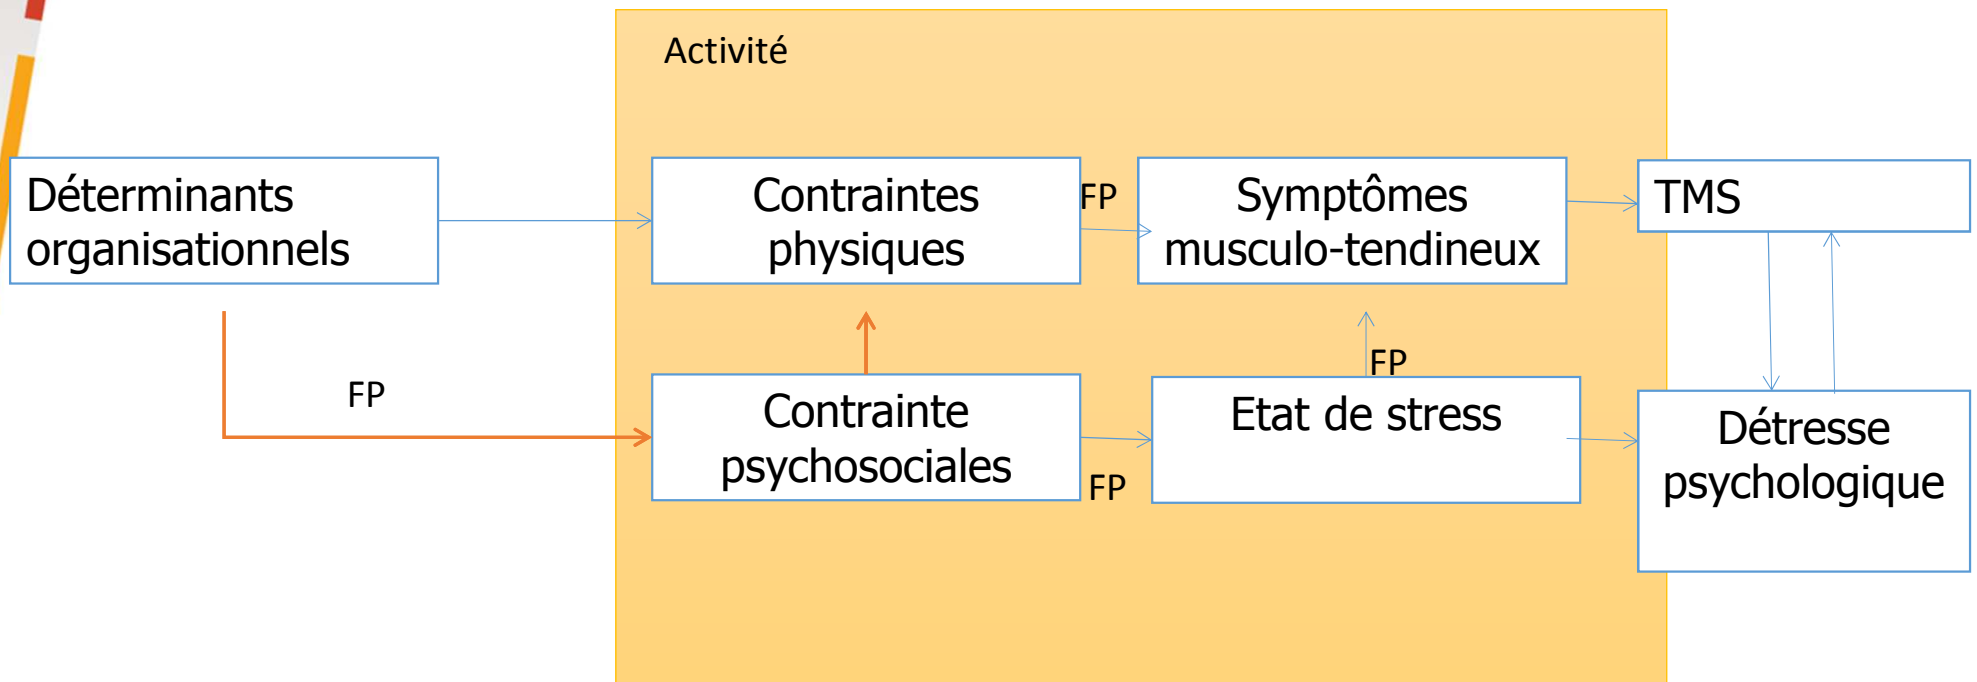 Activité
Déterminants
organisationnels
Contraintes
physiques
FP
Symptômes
musculo-tendineux
TMS
FP
Contrainte
psychosociales
FP
Etat de stress
FP
Détresse
psychologique